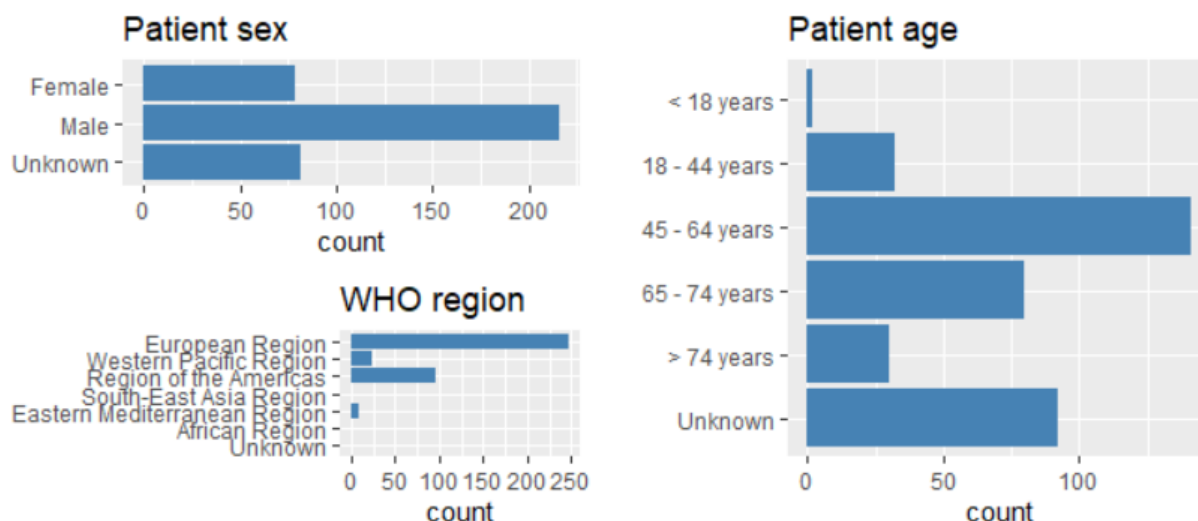 Patient sex
Female
Male
Unknown
0 50 100 150 200
count
WHO region
European Region
Western Pacific Region
Region of the Americas
South-East Asia Region
Eastern Mediterranean Region
African Region
Unknown
0 50 100 150 200 250
count
Patient age
< 18 years
18 - 44 years
45 - 64 years
65 - 74 years
> 74 years
Unknown
0 50 100
count